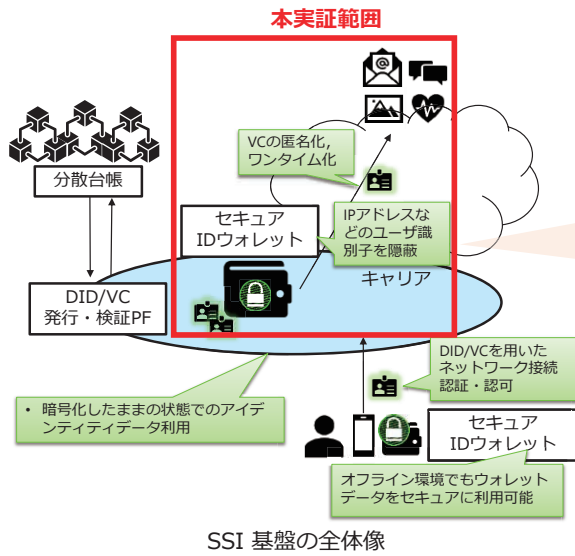 本実証範囲
VCの匿名化,
ワンタイム化
分散台帳
セキュア
IDウォレット
IPアドレスな
どのユーザ識
別子を隠蔽
キャリア
DID/VC
発行・検証PF
DID/VCを用いた
ネットワーク接続
認証・認可
• 暗号化したままの状態でのアイデ
ンティティデータ利用
セキュア
IDウォレット
オフライン環境でもウォレット
データをセキュアに利用可能
SSI 基盤の全体像